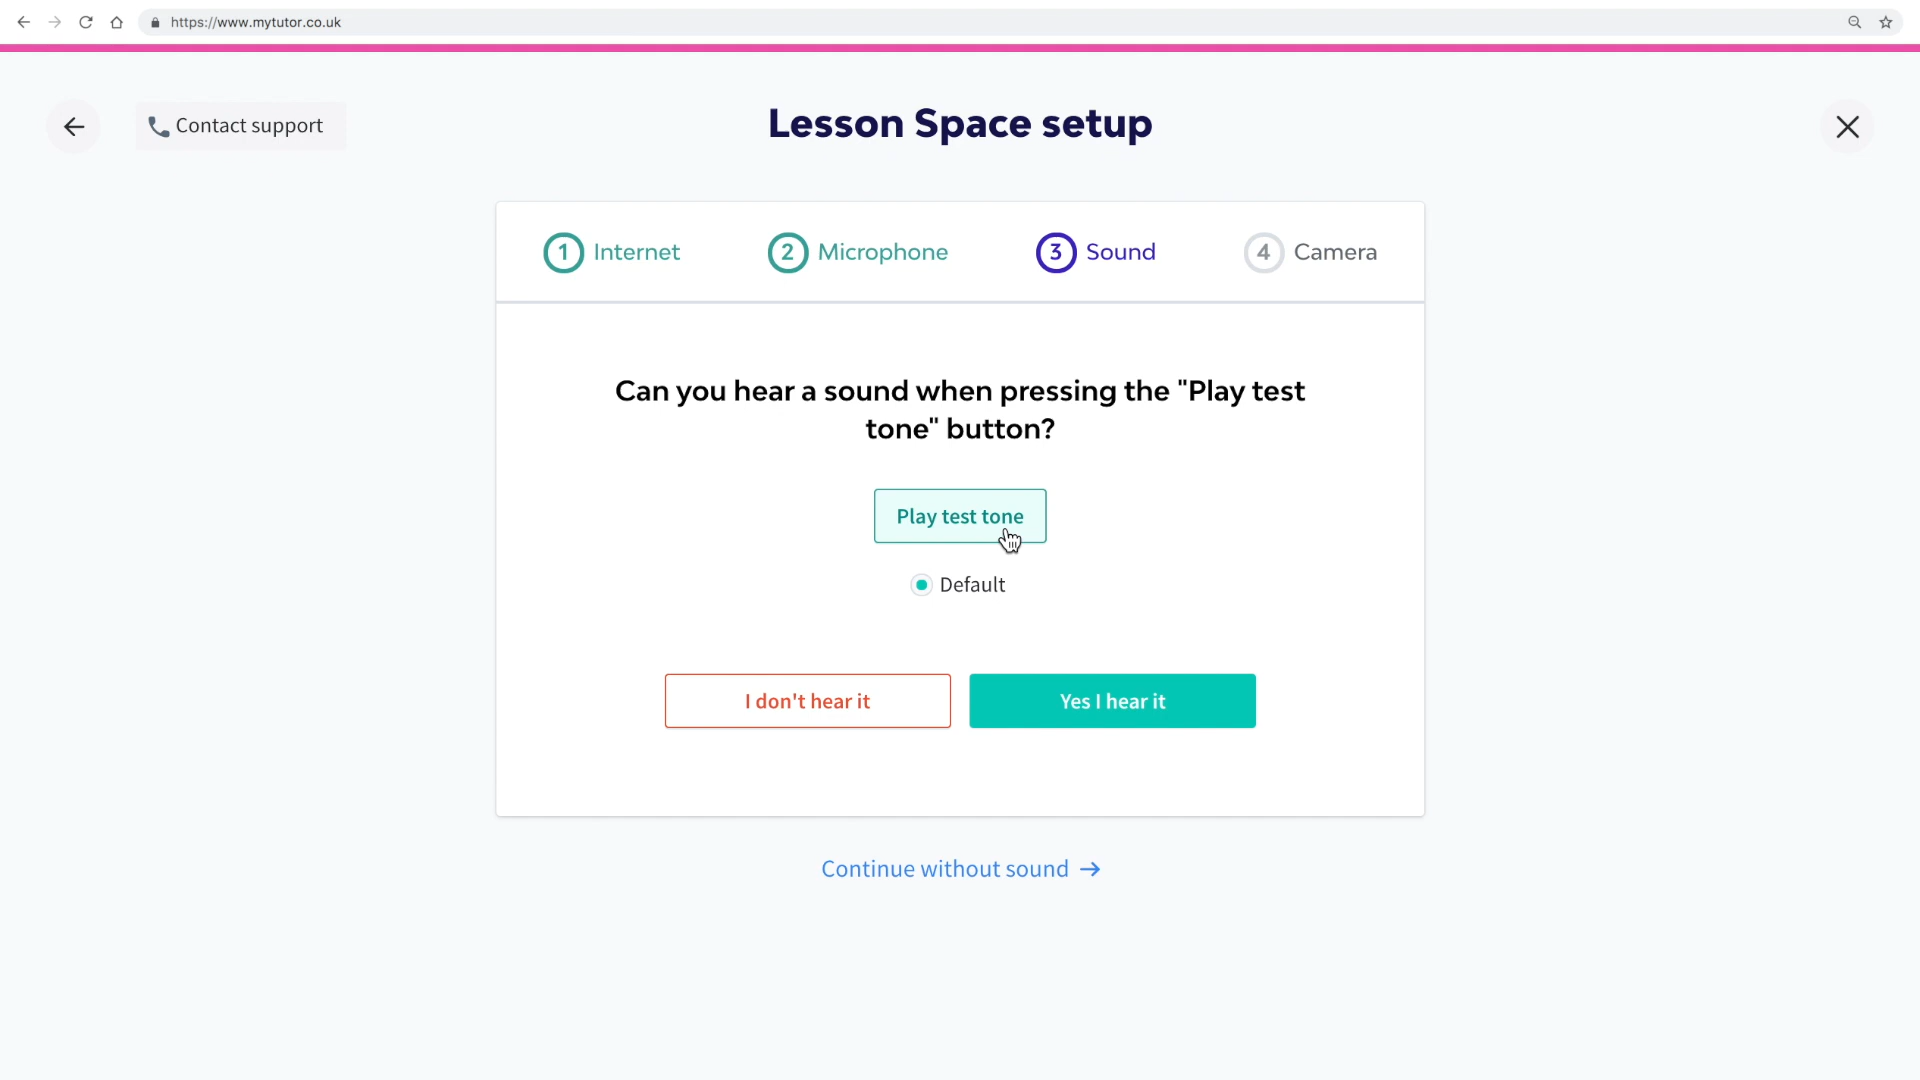 https://www.mytutor.co.uk
Contact support
Lesson Space setup
1 Internet
2 Microphone
3 Sound
4 Camera
Can you hear a sound when pressing the "Play test
tone" button?
Play test tone
Default
I don't hear it
Yes I hear it
Continue without sound →